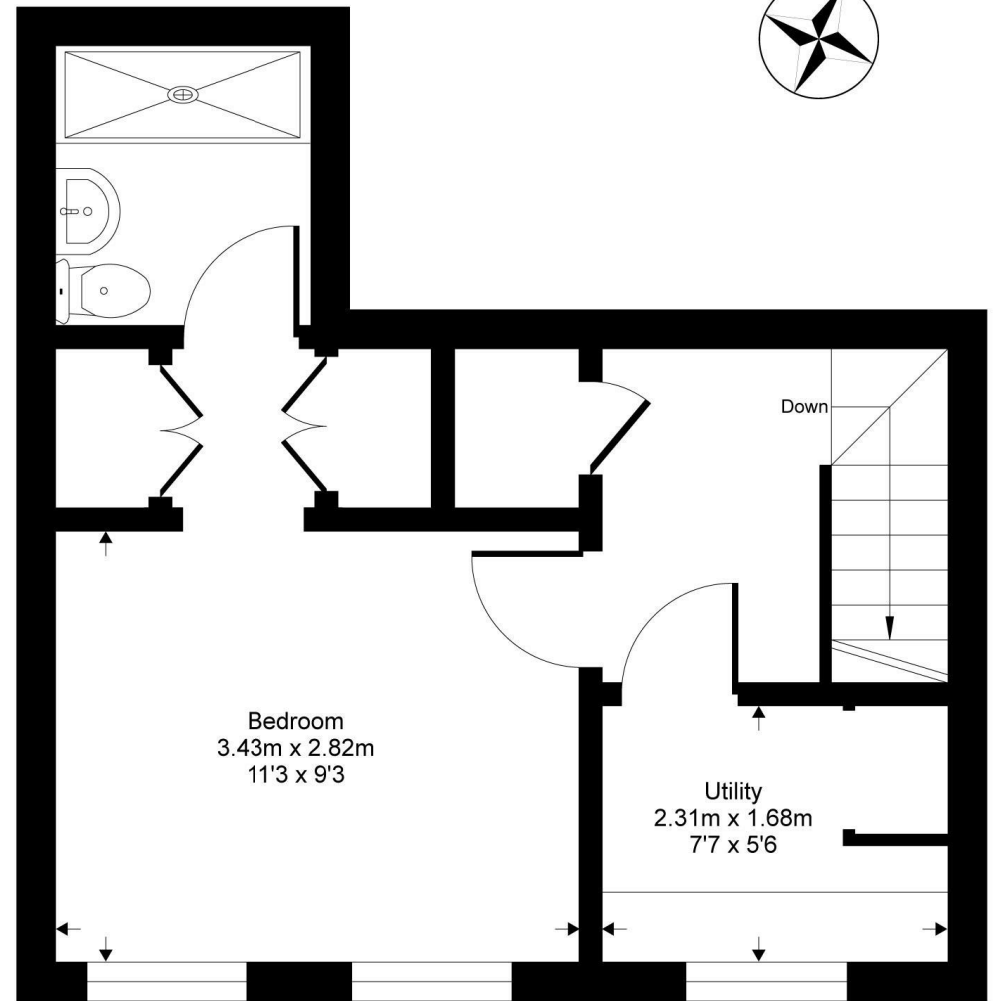 Down
Bedroom
3.43m x 2.82m
11'3 x 9'3
Utility
2.31m x 1.68m
7'7 x 5'6